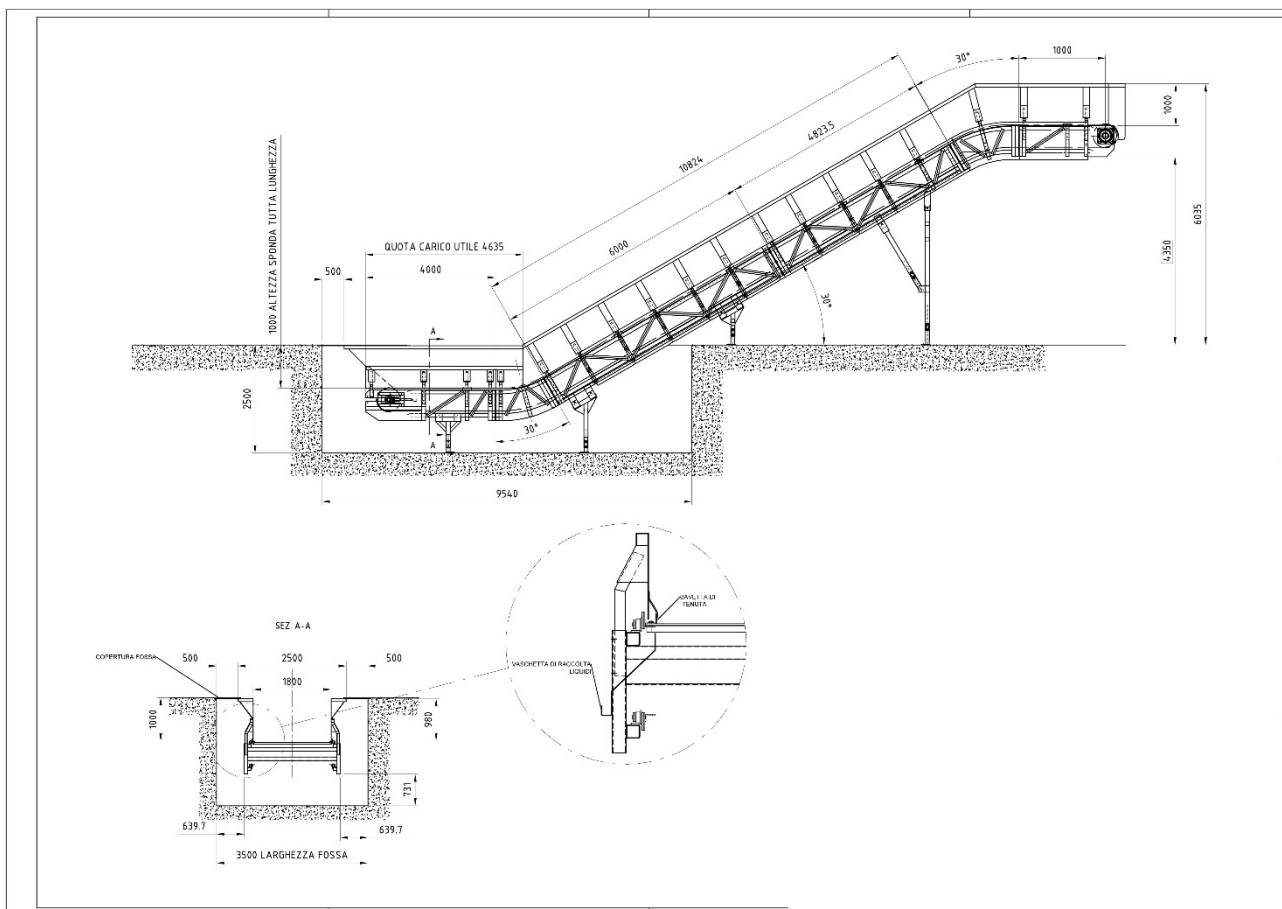 30°
1000
1000
4823.5
10824
6035
4350
6000
1000 ALTEZZA SPONDA TUTTA LUNGHEZZA
QUOTA CARICO UTILE 4635
500
4000
30°
A
2500
30°
A
9540
SEZ. A-A
COPERTURA FOSSA
500
2500
500
1800
1000
980
731
639.7
639.7
3500 LARGHEZZA FOSSA
BAVETTA DI
TENUTA
VASCHETTA DI RACCOLTA
LIQUIDI